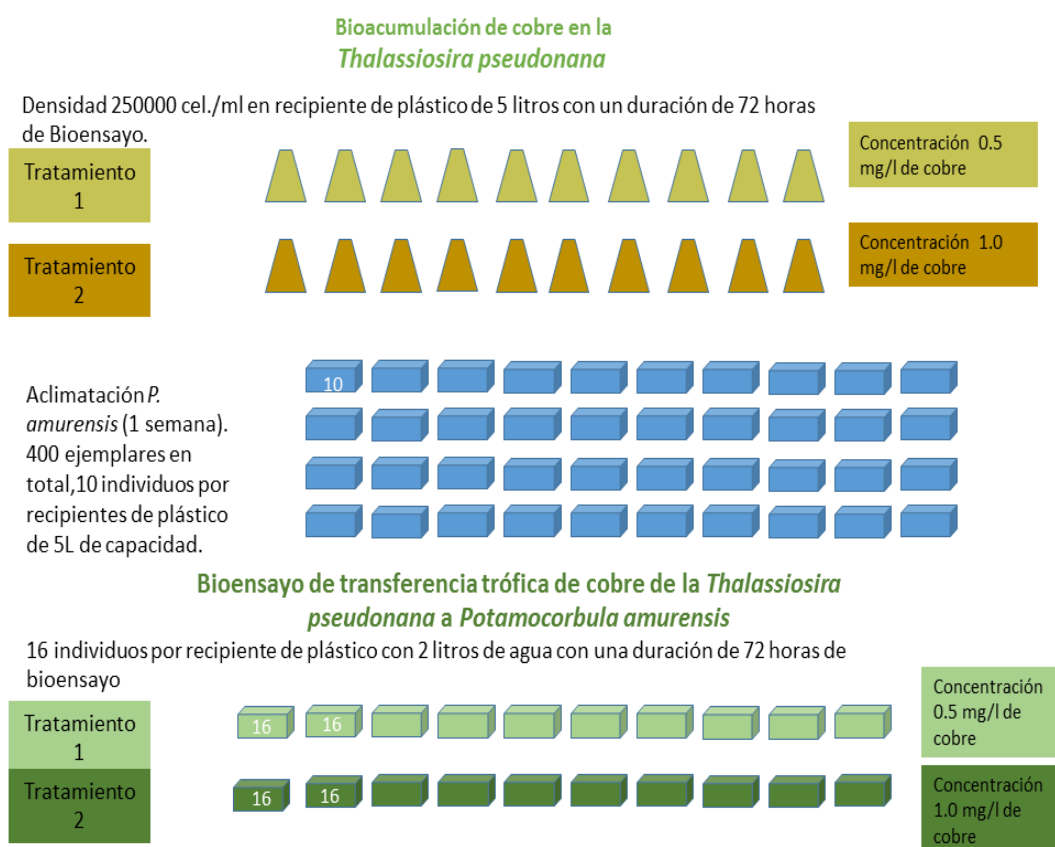 Bioacumulación de cobre en la
Thalassiosira pseudonana
Densidad 250000 cel./ml en recipiente de plástico de 5 litros con un duración de 72 horas
de Bioensayo.
Tratamiento
1
Concentración 0.5
mg/l de cobre
Tratamiento
2
Concentración 1.0
mg/l de cobre
Aclimatación P.
amurensis (1 semana).
400 ejemplares en
total,10 individuos por
recipientes de plástico
de 5L de capacidad.
10
Bioensayo de transferencia trófica de cobre de la Thalassiosira
pseudonana a Potamocorbula amurensis
16 individuos por recipiente de plástico con 2 litros de agua con una duración de 72 horas de
bioensayo
Tratamiento
1
16 16
Concentración
0.5 mg/l de
cobre
Tratamiento
2
16 16
Concentración
1.0 mg/l de
cobre